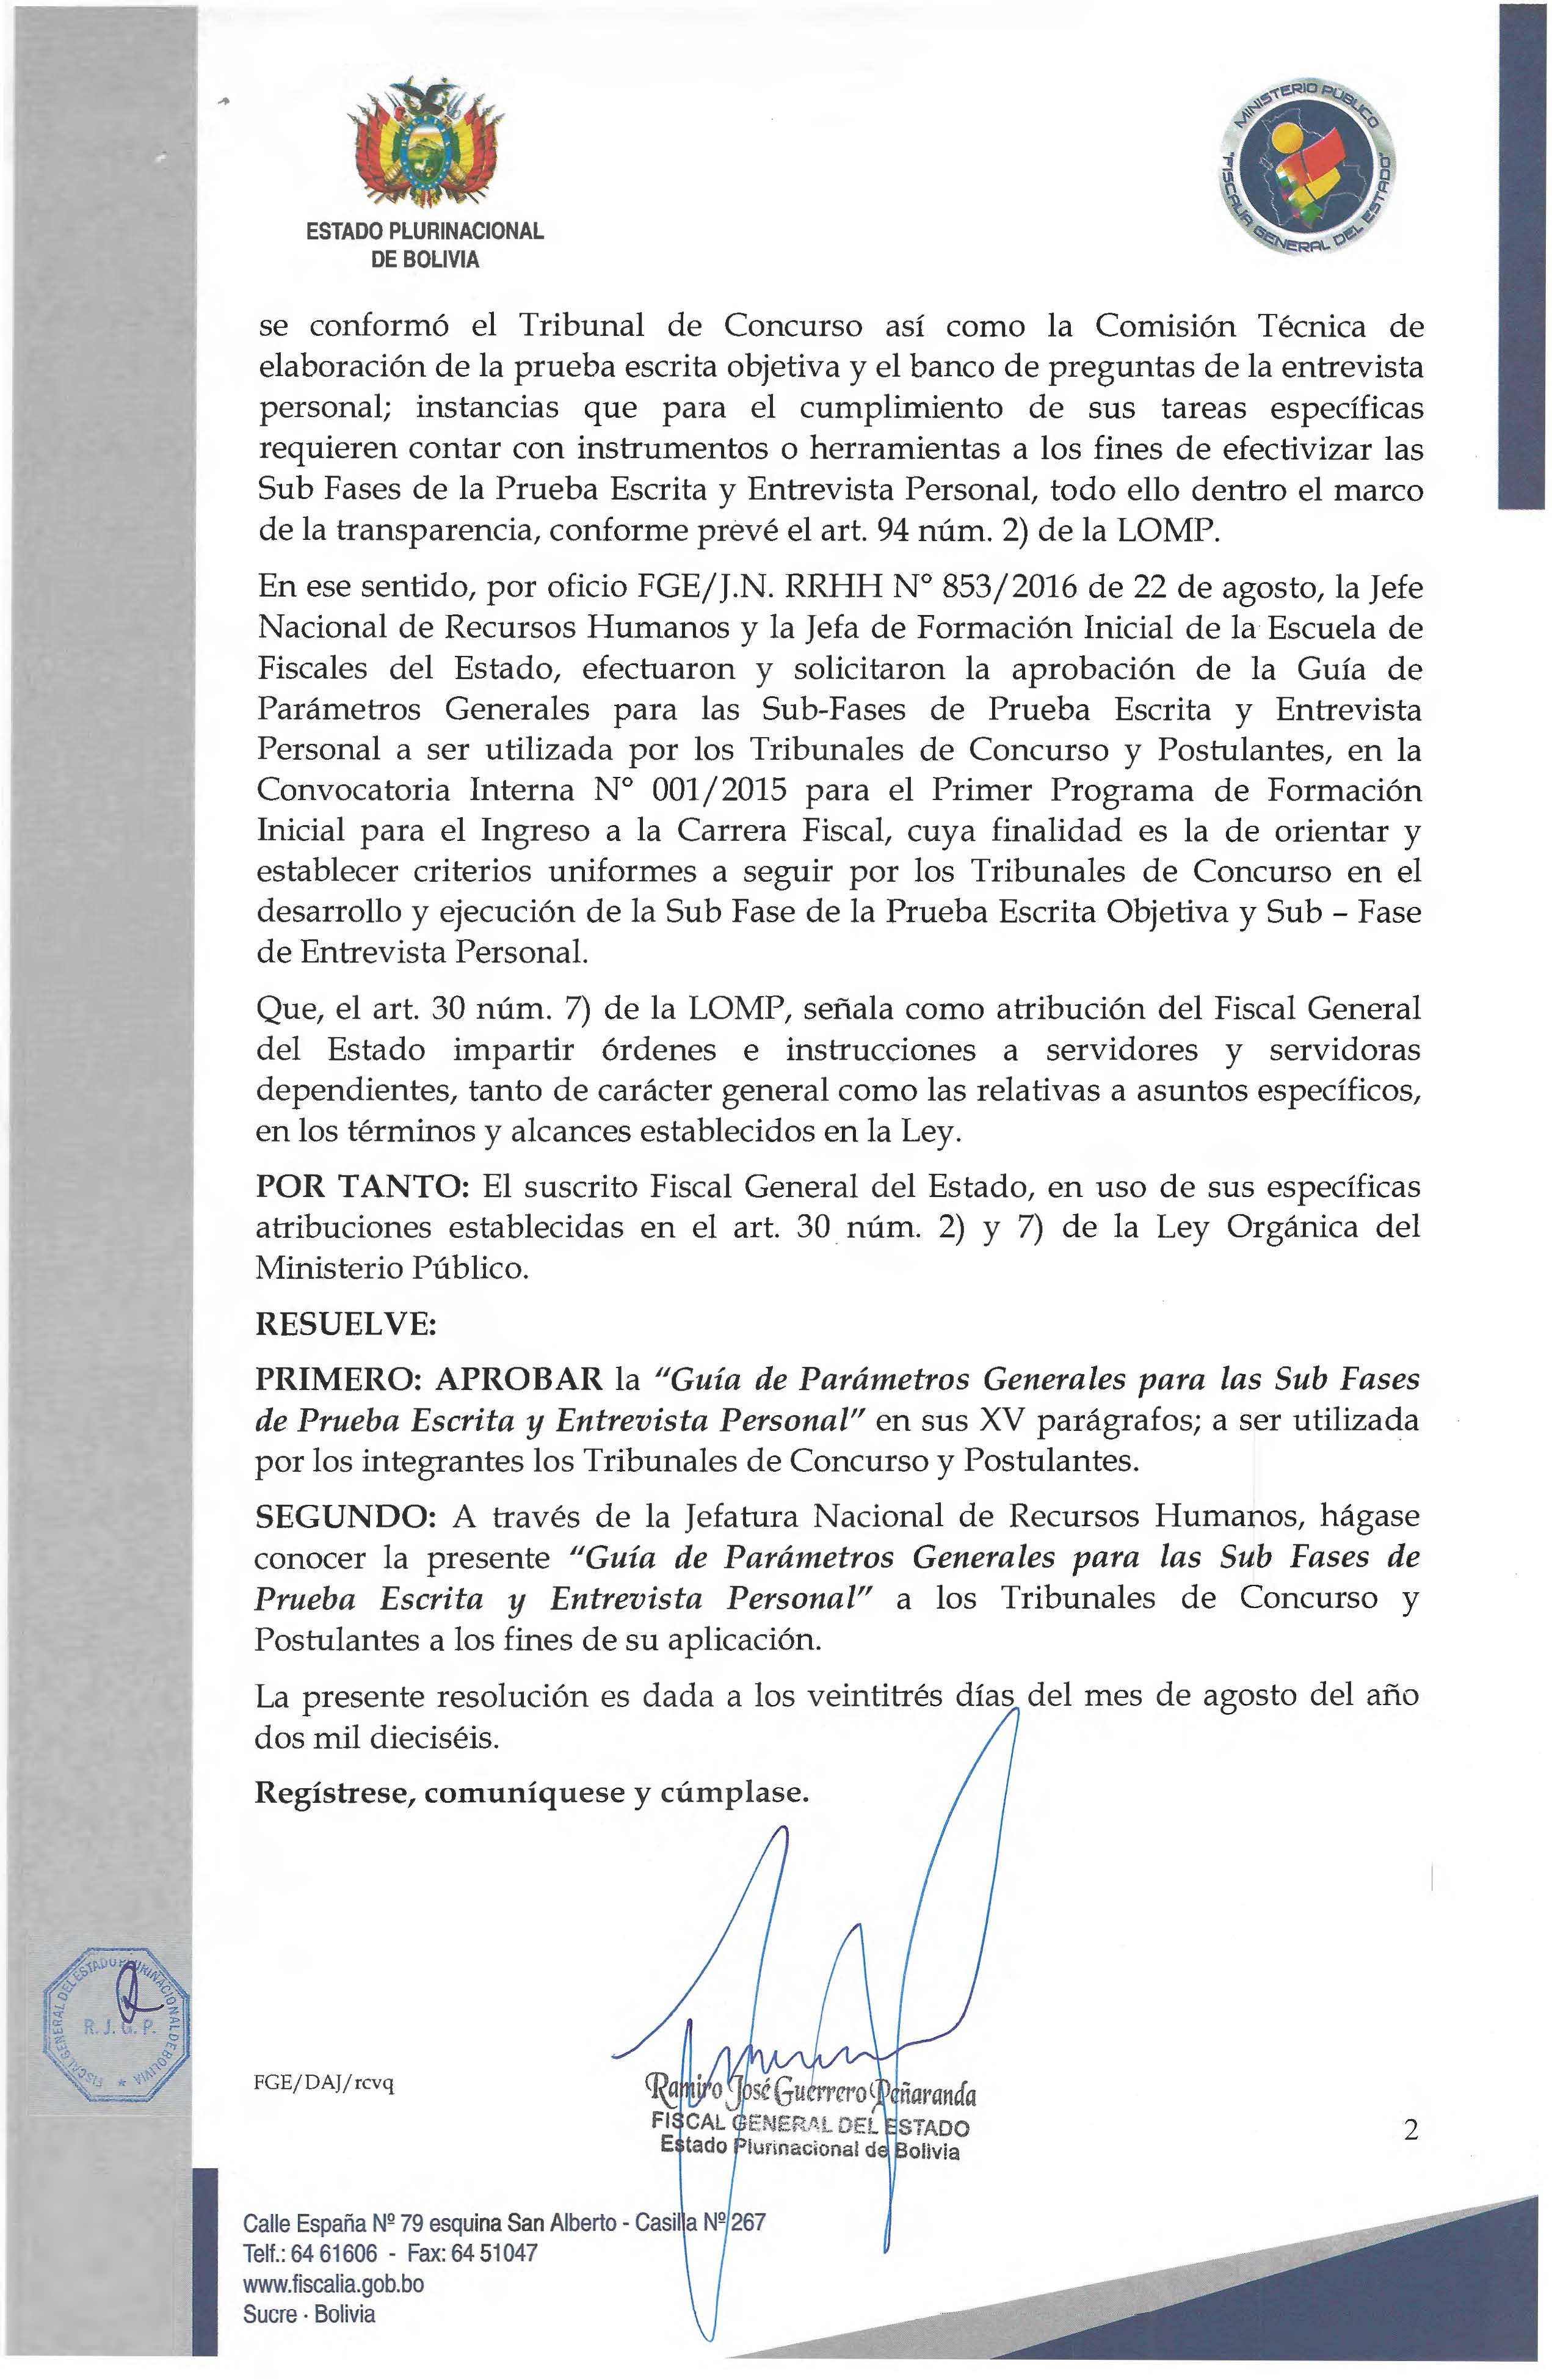 ESTADO PLURINACIONAL
DE BOLIVIA
MINISTERIO PÚBLICO
"FISCALIA GENERAL DEL ESTADO"
se conformó el Tribunal de Concurso así como la Comisión Técnica de
elaboración de la prueba escrita objetiva y el banco de preguntas de la entrevista
personal; instancias que para el cumplimiento de sus tareas específicas
requieren contar con instrumentos o herramientas a los fines de efectivizar las
Sub Fases de la Prueba Escrita y Entrevista Personal, todo ello dentro el marco
de la transparencia, conforme prevé el art. 94 núm. 2) de la LOMP.
En ese sentido, por oficio FGE/J.N. RRHH N° 853/2016 de 22 de agosto, la Jefe
Nacional de Recursos Humanos y la Jefa de Formación Inicial de la Escuela de
Fiscales del Estado, efectuaron y solicitaron la aprobación de la Guía de
Parámetros Generales para las Sub-Fases de Prueba Escrita y Entrevista
Personal a ser utilizada por los Tribunales de Concurso y Postulantes, en la
Convocatoria Interna N° 001/2015 para el Primer Programa de Formación
Inicial para el Ingreso a la Carrera Fiscal, cuya finalidad es la de orientar y
establecer criterios uniformes a seguir por los Tribunales de Concurso en el
desarrollo y ejecución de la Sub Fase de la Prueba Escrita Objetiva y Sub – Fase
de Entrevista Personal.
Que, el art. 30 núm. 7) de la LOMP, señala como atribución del Fiscal General
del Estado impartir órdenes e instrucciones a servidores y servidoras
dependientes, tanto de carácter general como las relativas a asuntos específicos,
en los términos y alcances establecidos en la Ley.
POR TANTO: El suscrito Fiscal General del Estado, en uso de sus específicas
atribuciones establecidas en el art. 30 núm. 2) y 7) de la Ley Orgánica del
Ministerio Público.
RESUELVE:
PRIMERO: APROBAR la "Guía de Parámetros Generales para las Sub Fases
de Prueba Escrita y Entrevista Personal" en sus XV parágrafos; a ser utilizada
por los integrantes los Tribunales de Concurso y Postulantes.
SEGUNDO: A través de la Jefatura Nacional de Recursos Humanos, hágase
conocer la presente "Guía de Parámetros Generales para las Sub Fases de
Prueba Escrita y Entrevista Personal" a los Tribunales de Concurso y
Postulantes a los fines de su aplicación.
La presente resolución es dada a los veintitrés días del mes de agosto del año
dos mil dieciséis.
Regístrese, comuníquese y cúmplase.
FISCAL GENERAL DEL ESTADO PLURINACIONAL DE BOLIVIA
R. J. G. P.
FGE/DAJ/rcvq
Ramiro José Guerrero Peñaranda
FISCAL GENERAL DEL ESTADO
Estado Plurinacional de Bolivia
2
Calle España Nº 79 esquina San Alberto - Casilla Nº 267
Telf.: 64 61606 - Fax: 64 51047
www.fiscalia.gob.bo
Sucre - Bolivia